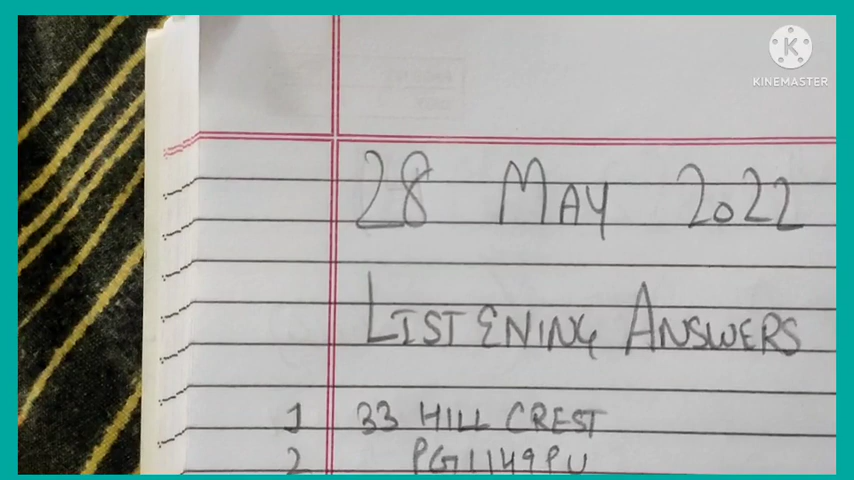 KINEMASTER
28 MAY 2022
LISTENING ANSWERS
1 33 HILL CREST
2 PG1149PU